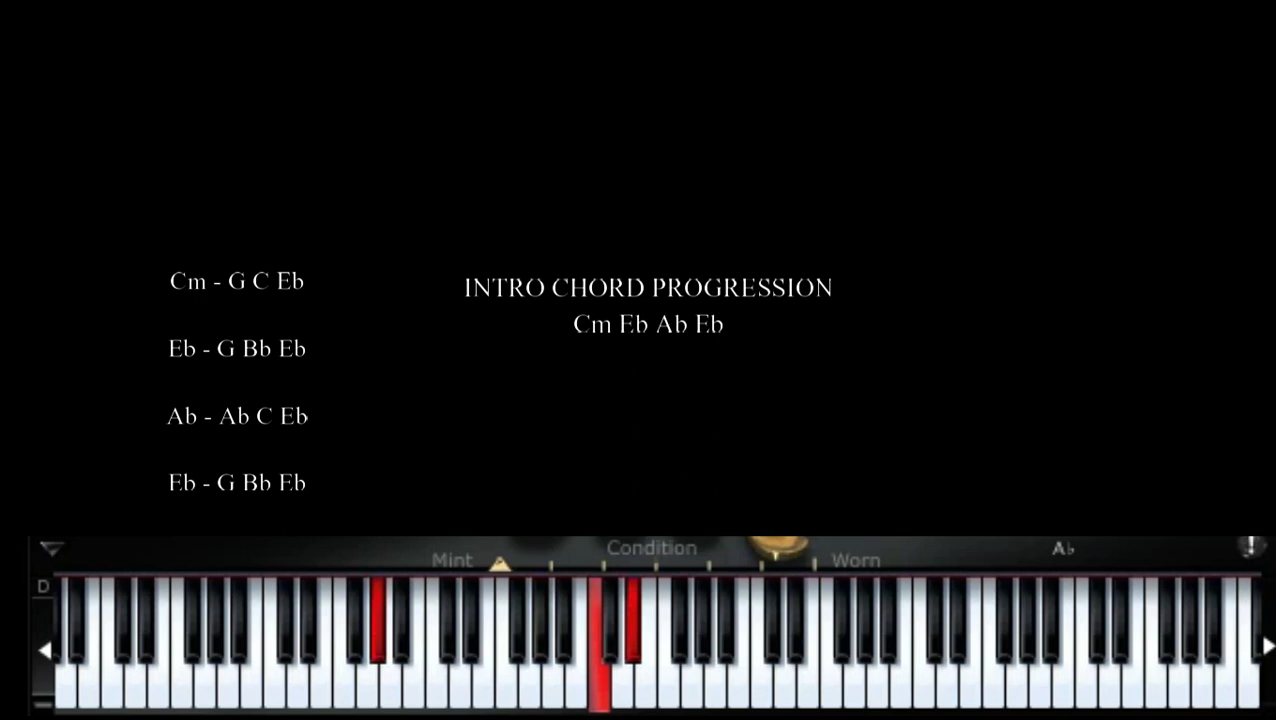 Cm - G C Eb
Eb - G Bb Eb
Ab - Ab C Eb
Eb - G Bb Eb
INTRO CHORD PROGRESSION
Cm Eb Ab Eb
Mint
Condition
Worn
A♭
D
!